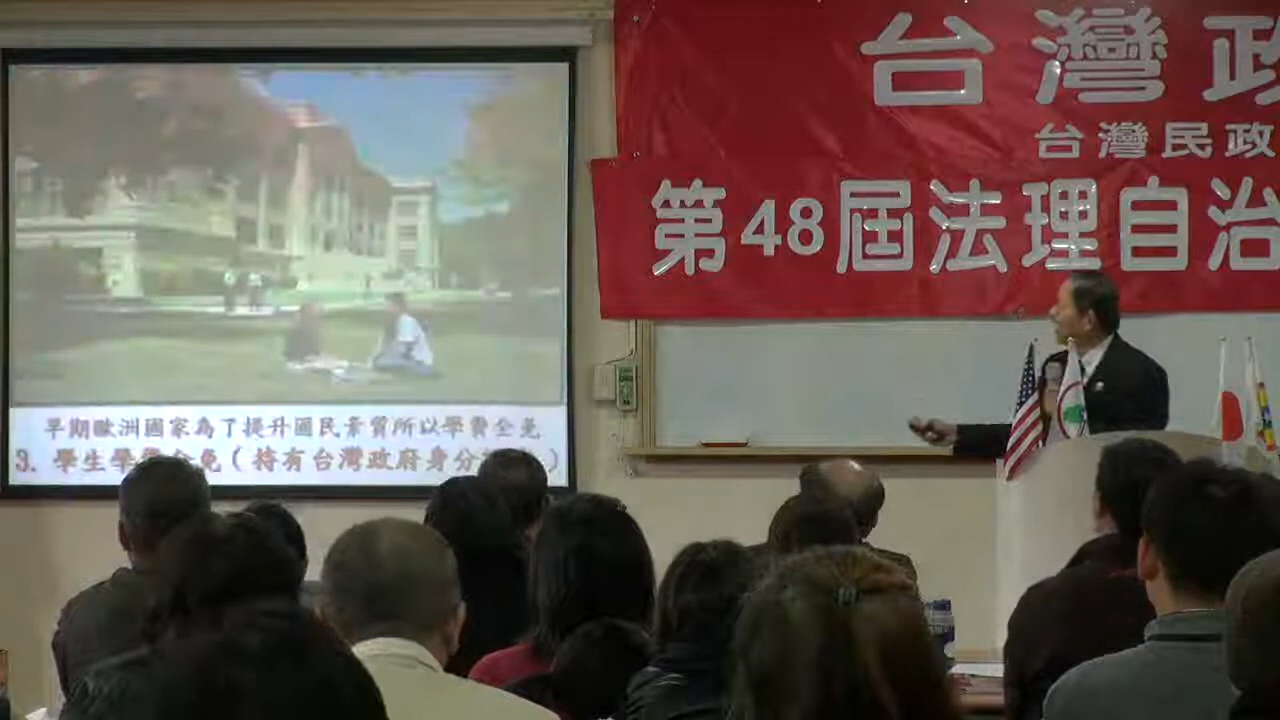 台灣政
台灣民政
第48屆法理自治
早期歐洲國家為了提升國民素質所以學費全免
3. 學生學費全免(持有台灣政府身分